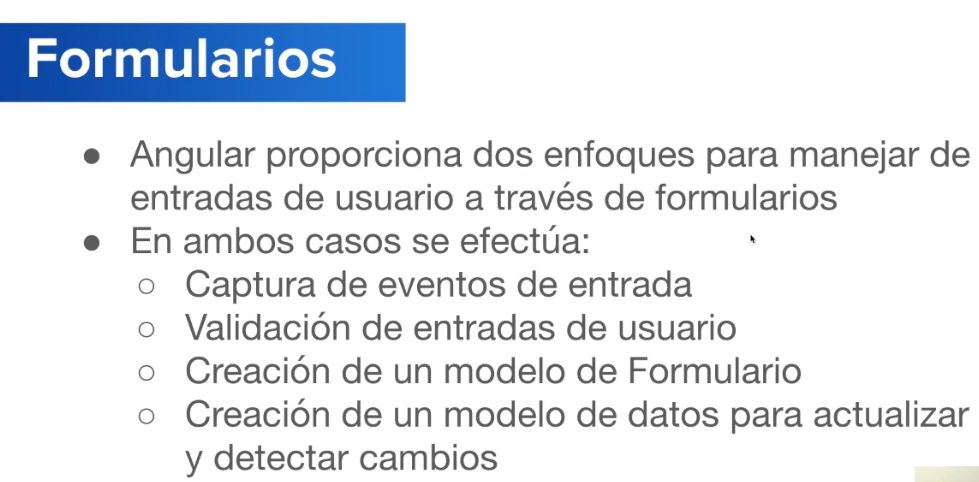 Formularios
● Angular proporciona dos enfoques para manejar de
entradas de usuario a través de formularios
● En ambos casos se efectúa:
○ Captura de eventos de entrada
○ Validación de entradas de usuario
○ Creación de un modelo de Formulario
○ Creación de un modelo de datos para actualizar
y detectar cambios